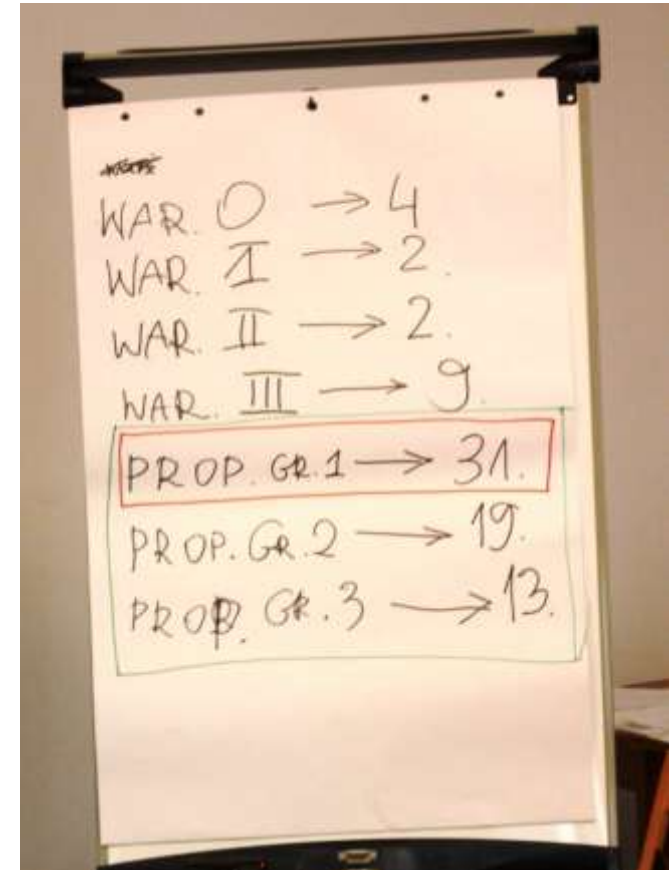 WAR. 0 → 4
WAR. I → 2.
WAR. II → 2.
WAR. III → 9.
PROP. GR. 1 → 31.
PROP. GR. 2 → 19.
PROP. GR. 3 → 13.